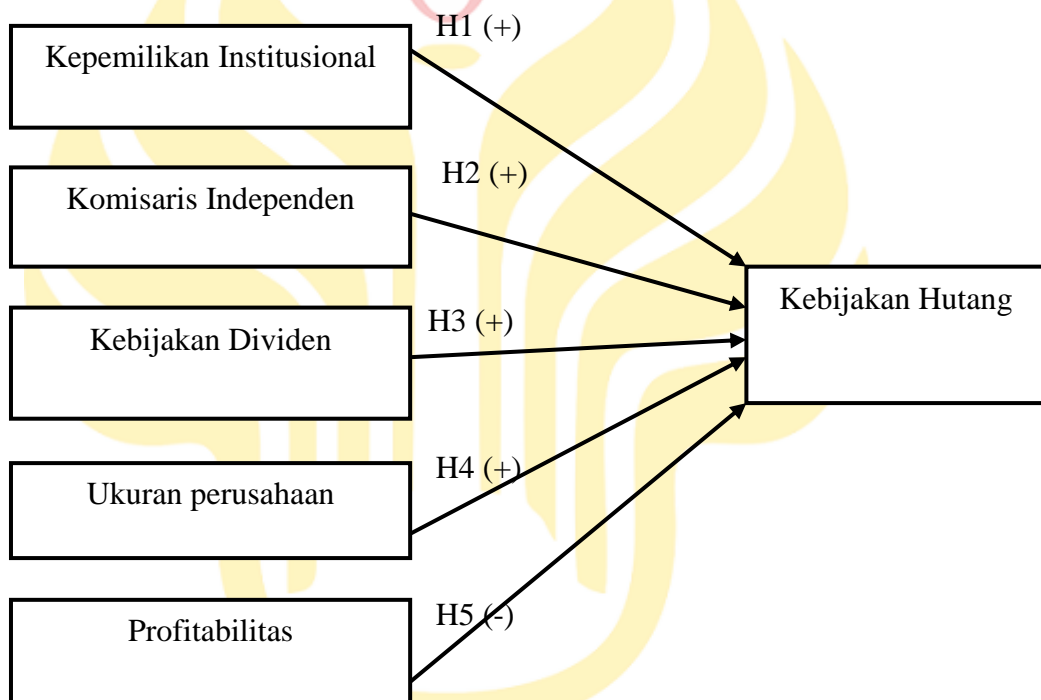 H1 (+)
Kepemilikan Institusional
H2 (+)
Komisaris Independen
Kebijakan Hutang
H3 (+)
Kebijakan Dividen
H4 (+)
Ukuran perusahaan
H5 (-)
Profitabilitas